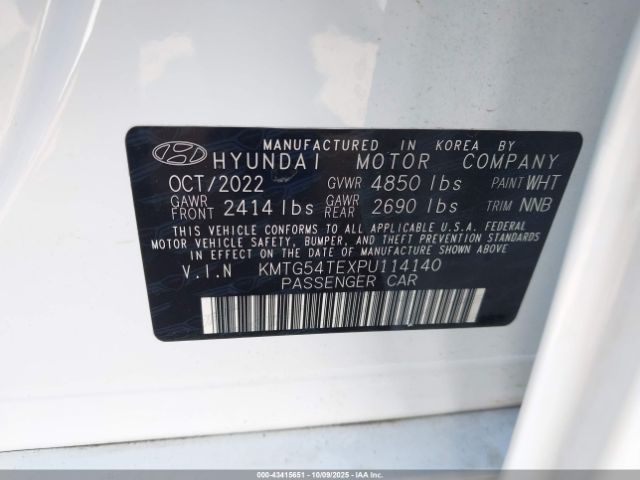 MANUFACTURED IN KOREA BY
HYUNDAI MOTOR COMPANY
OCT/2022 GVWR 4850 lbs PAINT WHT
GAWR FRONT 2414 lbs GAWR REAR 2690 lbs TRIM NNB
THIS VEHICLE CONFORMS TO ALL APPLICABLE U.S.A. FEDERAL
MOTOR VEHICLE SAFETY, BUMPER, AND THEFT PREVENTION STANDARDS
IN EFFECT ON THE DATE OF MANUFACTURE SHOWN ABOVE.
V.I.N KMTG54TEXPU114140
PASSENGER CAR
000-43415651 | 10/09/2025 | IAAI.CA